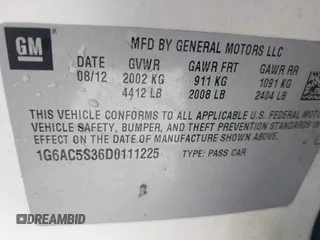 GM
MFD BY GENERAL MOTORS LLC
DATE GVWR GAWR FRT GAWR RR
08/12 2002 KG 911 KG 1091 KG
4412 LB 2008 LB 2404 LB
THIS VEHICLE CONFORMS TO ALL APPLICABLE U.S. FEDERAL
VEHICLE SAFETY, BUMPER, AND THEFT PREVENTION STANDARDS IN
EFFECT ON THE DATE OF MANUFACTURE SHOWN ABOVE.
1G6AC5S36D0111225 TYPE: PASS CAR